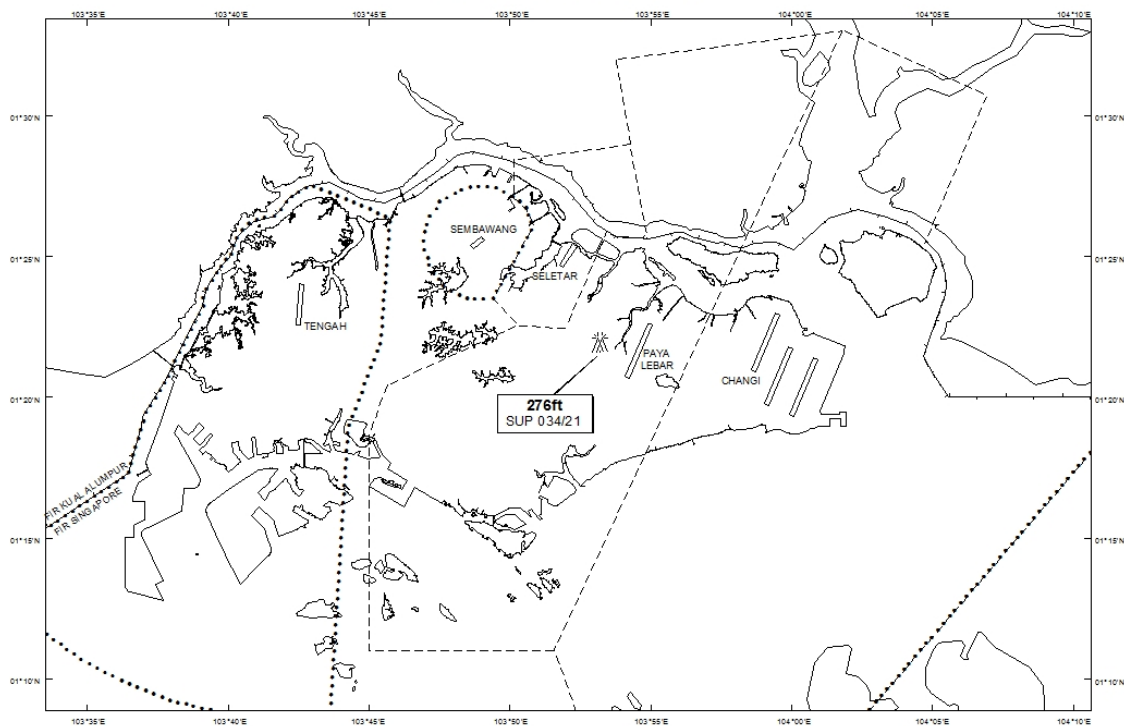 103°35'E 103°40'E 103°45'E 103°50'E 103°55'E 104°00'E 104°05'E 104°10'E
01°30'N 01°30'N
SEMBAWANG
01°25'N 01°25'N
SELETAR
TENGAH
PAYA
LEBAR
CHANGI
01°20'N 01°20'N
276ft
SUP 034/21
FIR KUALA LUMPUR
FIR SINGAPORE
01°15'N 01°15'N
01°10'N 01°10'N
103°35'E 103°40'E 103°45'E 103°50'E 103°55'E 104°00'E 104°05'E 104°10'E